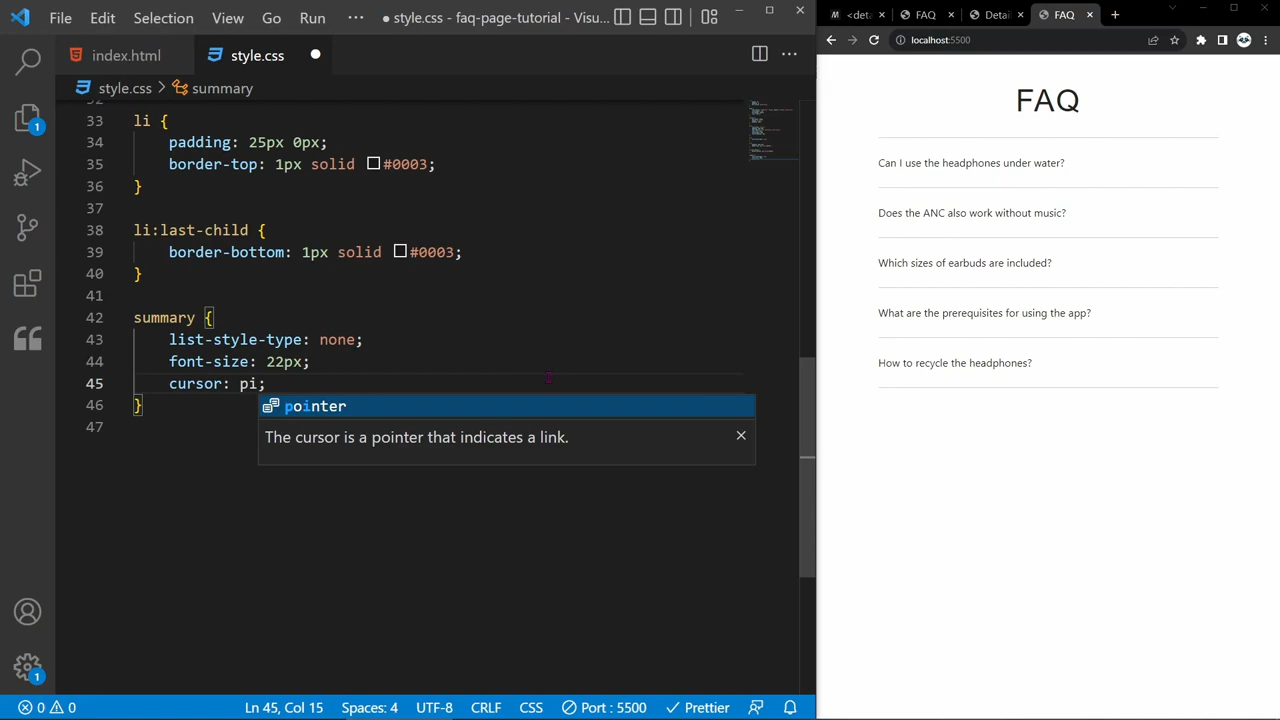 File Edit Selection View Go Run ··· ● style.css - faq-page-tutorial - Visu...
index.html style.css
style.css > summary
33 li {
34 padding: 25px 0px;
35 border-top: 1px solid #0003;
36 }
37
38 li:last-child {
39 border-bottom: 1px solid #0003;
40 }
41
42 summary {
43 list-style-type: none;
44 font-size: 22px;
45 cursor: pi;
46 }
47
pointer
The cursor is a pointer that indicates a link.
1
1
0 0 Ln 45, Col 15 Spaces: 4 UTF-8 CRLF CSS Port : 5500 Prettier
<deta FAQ Detail FAQ
localhost:5500
FAQ
Can I use the headphones under water?
Does the ANC also work without music?
Which sizes of earbuds are included?
What are the prerequisites for using the app?
How to recycle the headphones?